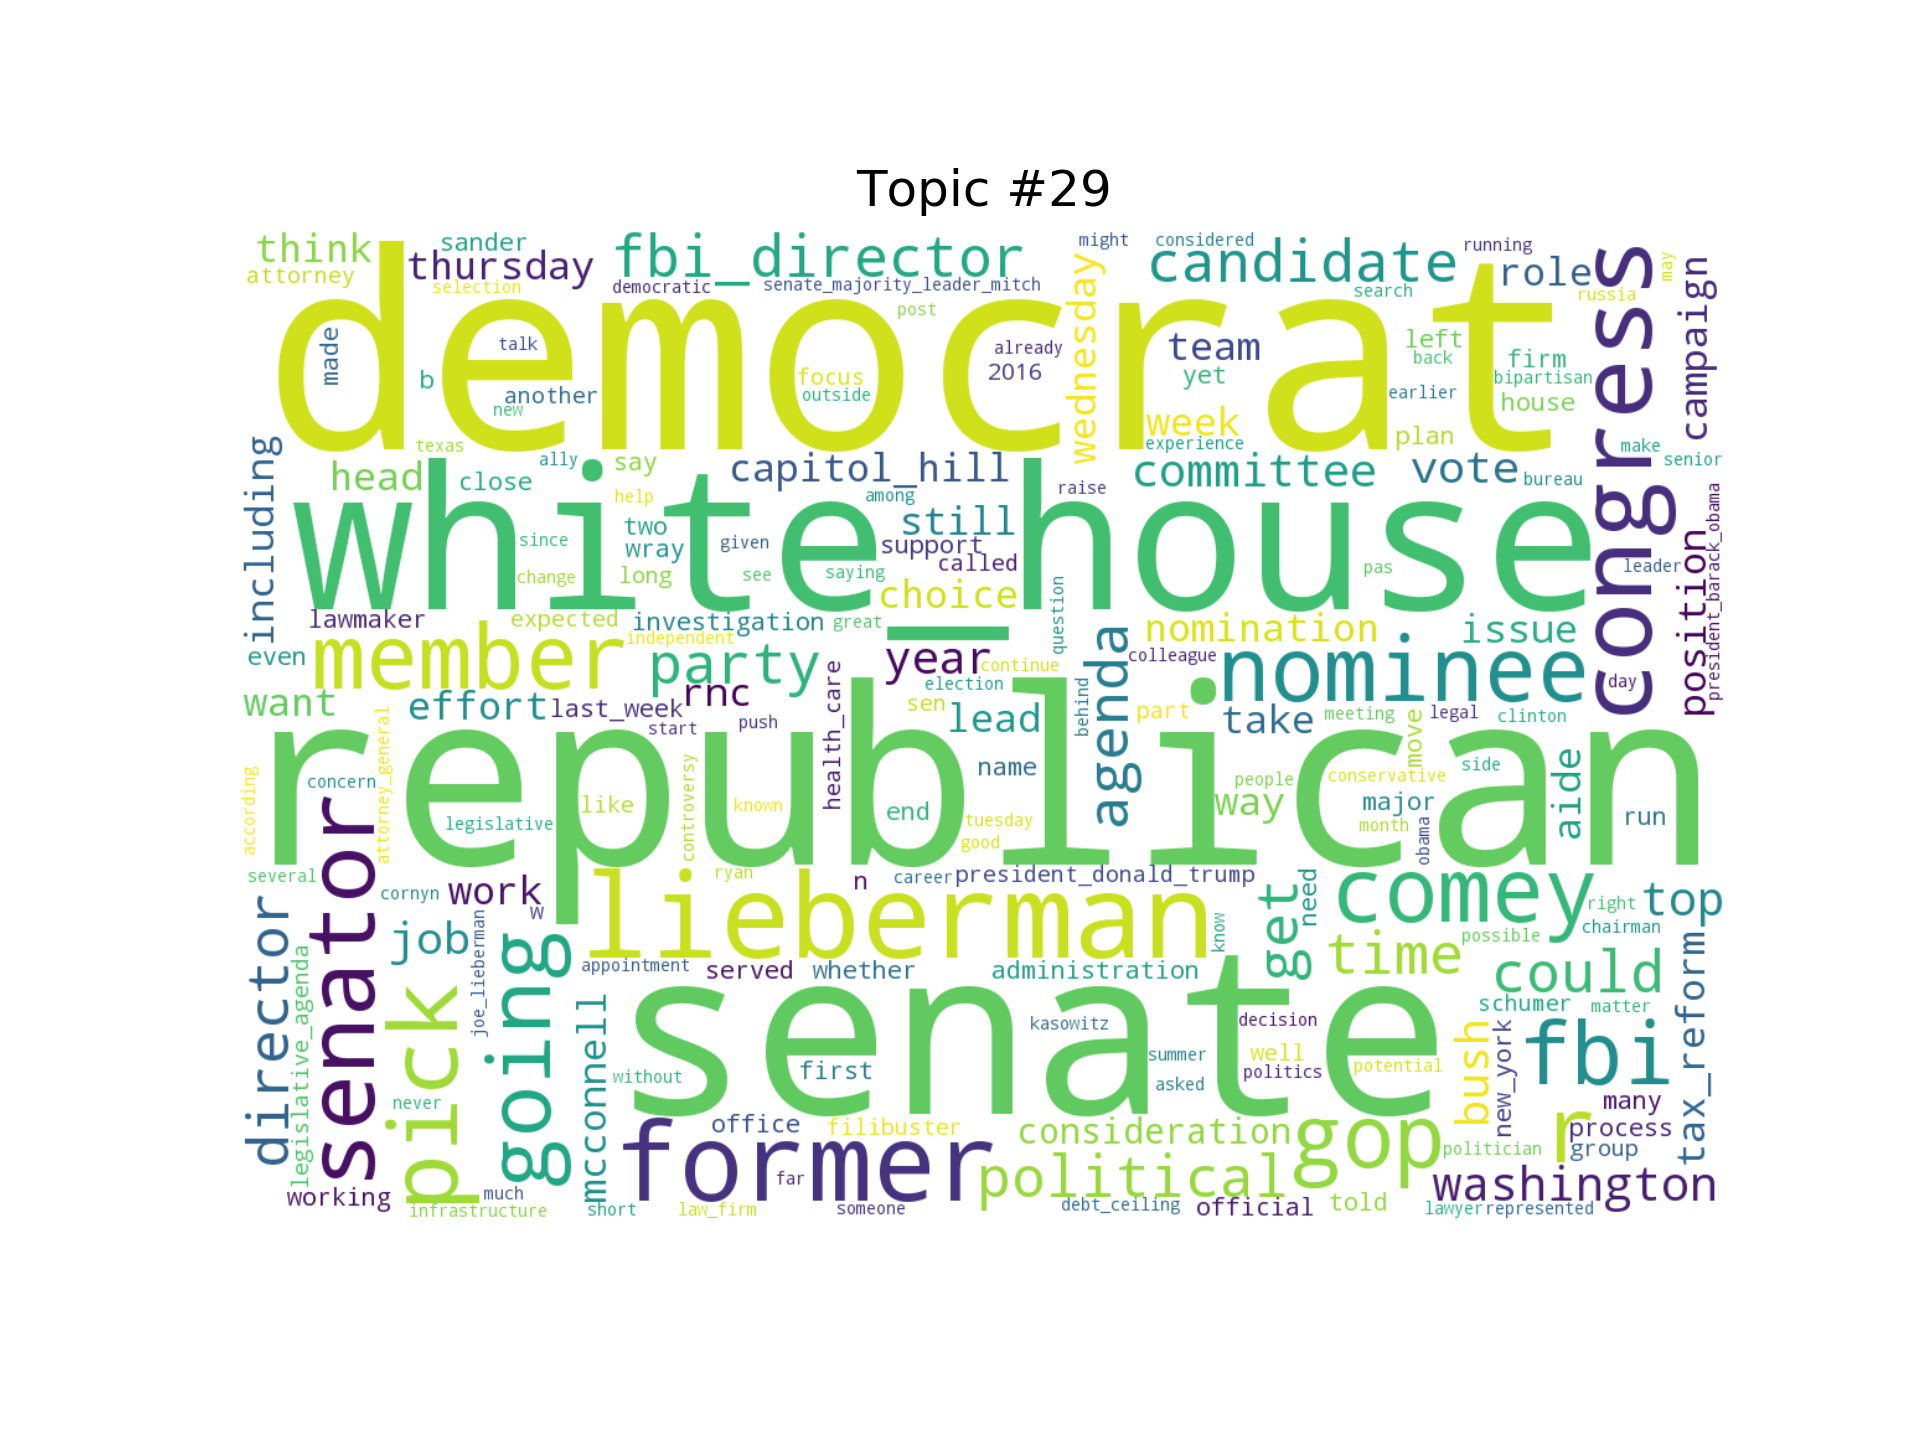 Topic #29
think
sander
fbi_director
might
considered
candidate
running
role
may
attorney
thursday
selection
democratic
senate_majority_leader_mitch
search
russia
congress
campaign
democrat
post
wednesday
made
talk
already
team
left
back
firm
b
focus
2016
yet
bipartisan
another
outside
earlier
house
new
week
experience
plan
including
texas
head
close
ally
say
capitol_hill
committee
vote
make
senior
bureau
help
among
raise
white_house
two
still
position
president_barack_obama
since
wray
given
support
called
change
long
see
saying
choice
pas
leader
question
lawmaker
expected
investigation
great
nomination
issue
even
member
independent
party
year
continue
agenda
colleague
nominee
day
want
effort
last_week
rnc
health_care
election
sen
lead
behind
part
take
meeting
move
legal
clinton
start
push
republican
according
concern
attorney_general
controversy
name
people
conservative
side
aide
like
known
end
way
major
run
legislative
tuesday
good
month
obama
several
senator
cornyn
work
ryan
n
career
president_donald_trump
get
need
comey
right
top
w
lieberman
know
chairman
director
job
joe_lieberman
going
appointment
served
whether
administration
time
possible
could
tax_reform
legislative_agenda
pick
mcconnell
senate
schumer
matter
kasowitz
decision
bush
new_york
fbi
without
first
summer
well
politics
potential
asked
never
many
former
office
filibuster
consideration
gop
r
process
politician
group
far
political
washington
working
much
infrastructure
short
law_firm
someone
debt_ceiling
official
told
lawyer
represented